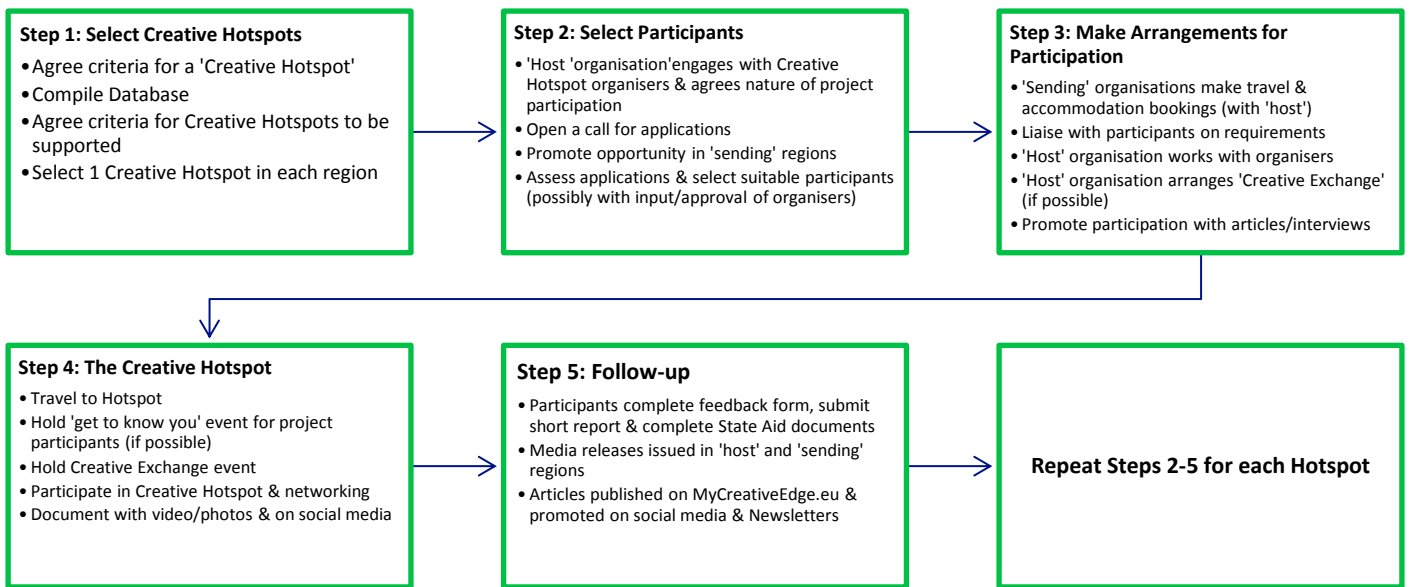 Step 1: Select Creative Hotspots
•Agree criteria for a 'Creative Hotspot'
•Compile Database
•Agree criteria for Creative Hotspots to be
supported
•Select 1 Creative Hotspot in each region
Step 2: Select Participants
•'Host 'organisation'engages with Creative
Hotspot organisers & agrees nature of project
participation
•Open a call for applications
•Promote opportunity in 'sending' regions
•Assess applications & select suitable participants
(possibly with input/approval of organisers)
Step 3: Make Arrangements for
Participation
•'Sending' organisations make travel &
accommodation bookings (with 'host')
•Liaise with participants on requirements
•'Host' organisation works with organisers
•'Host' organisation arranges 'Creative Exchange'
(if possible)
•Promote participation with articles/interviews
Step 4: The Creative Hotspot
•Travel to Hotspot
•Hold 'get to know you' event for project
participants (if possible)
•Hold Creative Exchange event
•Participate in Creative Hotspot & networking
•Document with video/photos & on social media
Step 5: Follow-up
•Participants complete feedback form, submit
short report & complete State Aid documents
•Media releases issued in 'host' and 'sending'
regions
•Articles published on MyCreativeEdge.eu &
promoted on social media & Newsletters
Repeat Steps 2-5 for each Hotspot